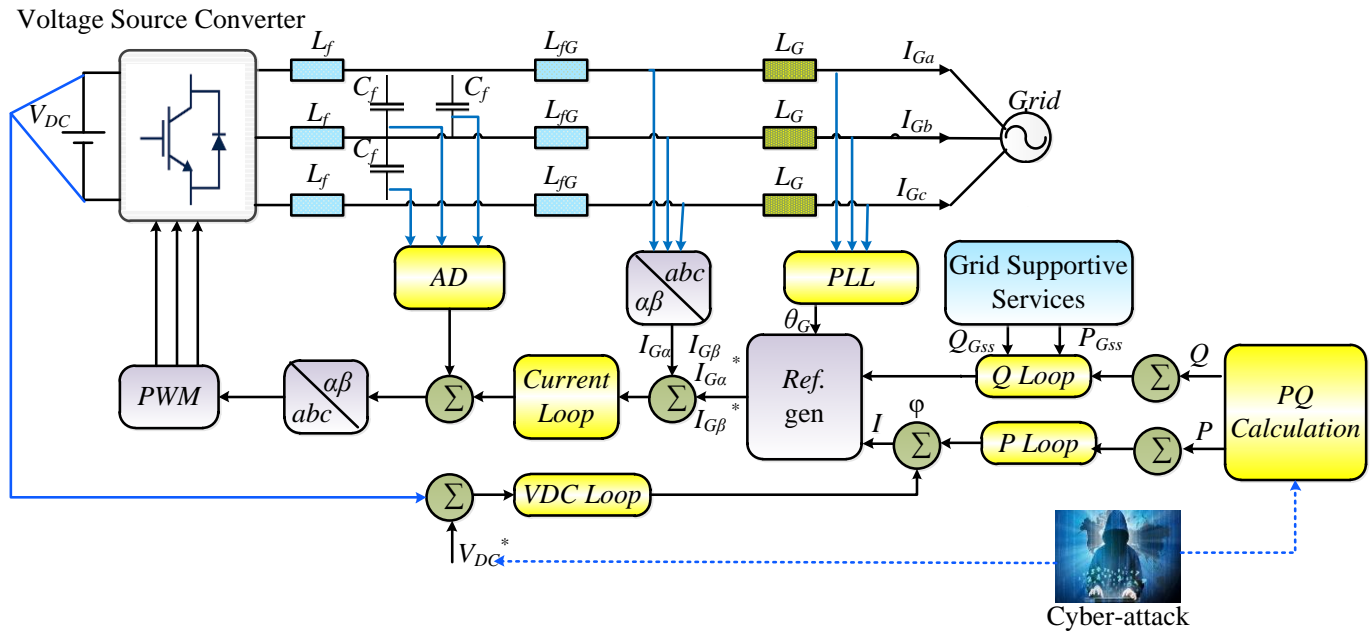 Voltage Source Converter
L_f
L_fG
L_G
I_Ga
C_f
C_f
Grid
V_DC
L_f
L_fG
L_G
I_Gb
C_f
L_f
L_fG
L_G
I_Gc
AD
abc
αβ
PLL
Grid Supportive
Services
θ_G
Q_Gss
P_Gss
I_Gα
I_Gβ
I_Gα*
I_Gβ*
PWM
αβ
abc
Σ
Current
Loop
Σ
Ref.
gen
Q Loop
Σ
Q
PQ
Calculation
φ
I
Σ
P Loop
Σ
P
Σ
VDC Loop
V_DC*
Cyber-attack